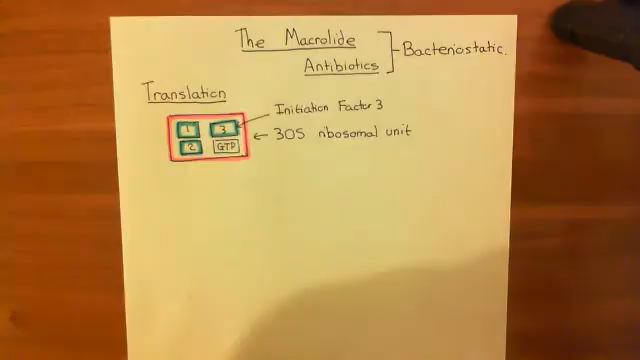 The Macrolide
Antibiotics
Bacteriostatic.
Translation
Initiation Factor 3
1 3
30S ribosomal unit
2 GTP